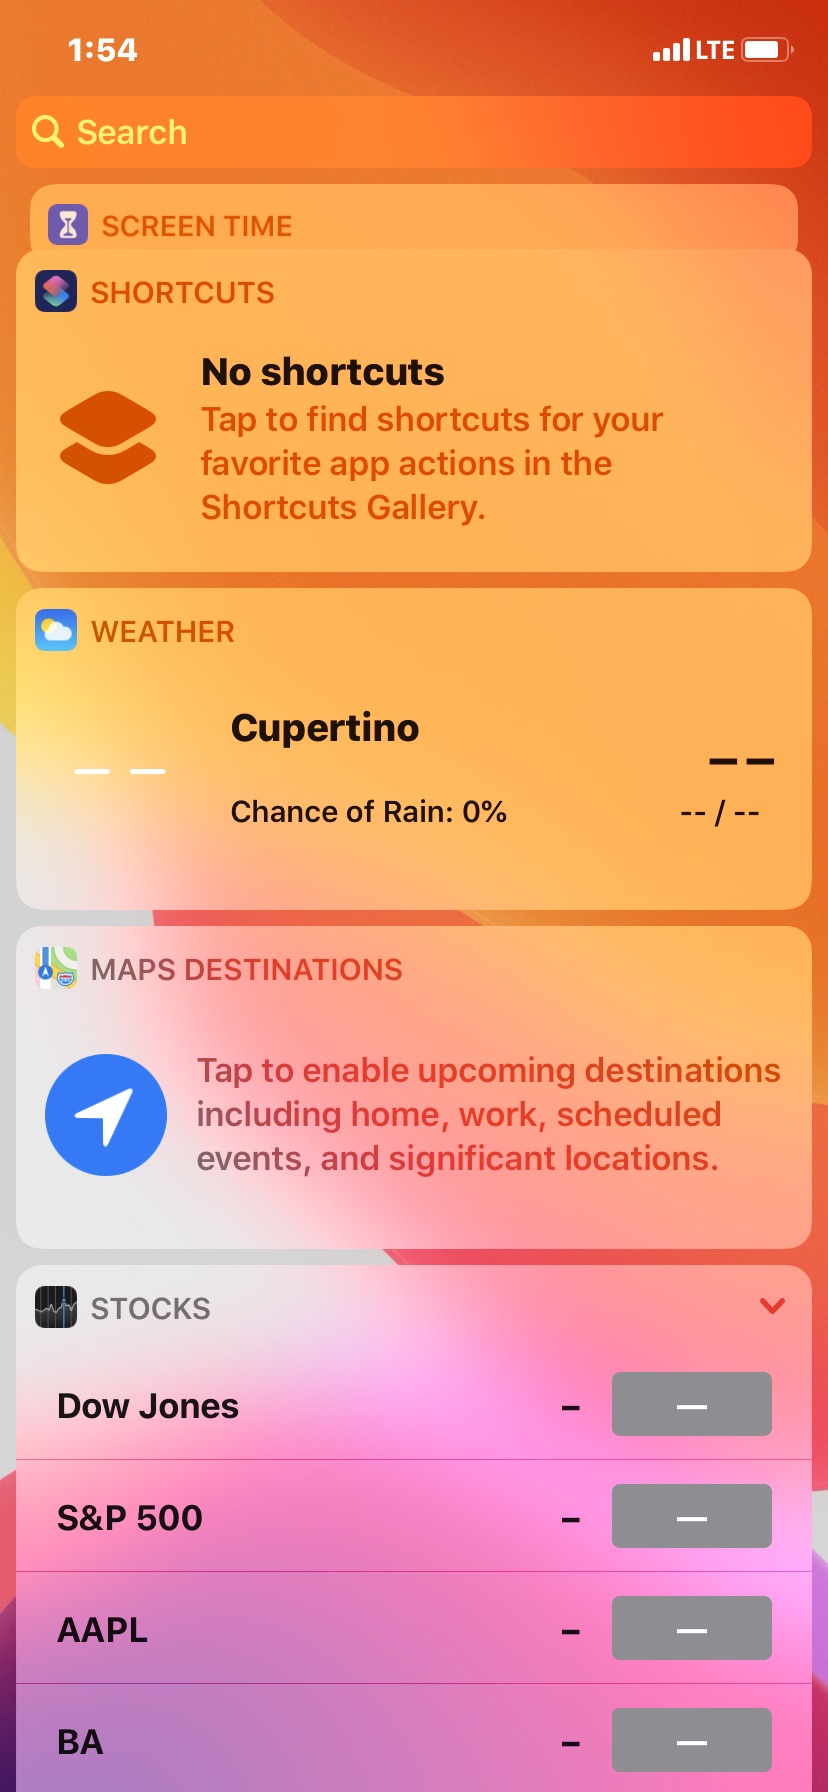 1:54
LTE
Search
SCREEN TIME
SHORTCUTS
No shortcuts
Tap to find shortcuts for your
favorite app actions in the
Shortcuts Gallery.
WEATHER
Cupertino
— —
— —
Chance of Rain: 0%
-- / --
MAPS DESTINATIONS
Tap to enable upcoming destinations
including home, work, scheduled
events, and significant locations.
STOCKS
Dow Jones – —
S&P 500 – —
AAPL – —
BA – —